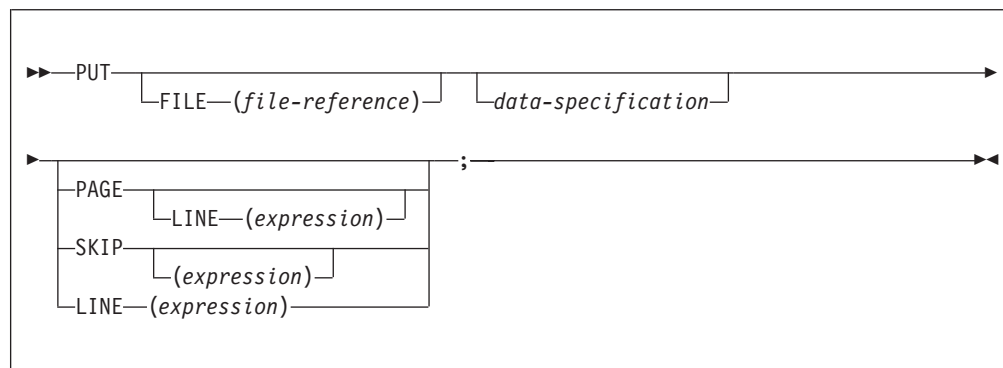 PUT
FILE (file-reference) data-specification
;
PAGE
LINE (expression)
SKIP
(expression)
LINE (expression)